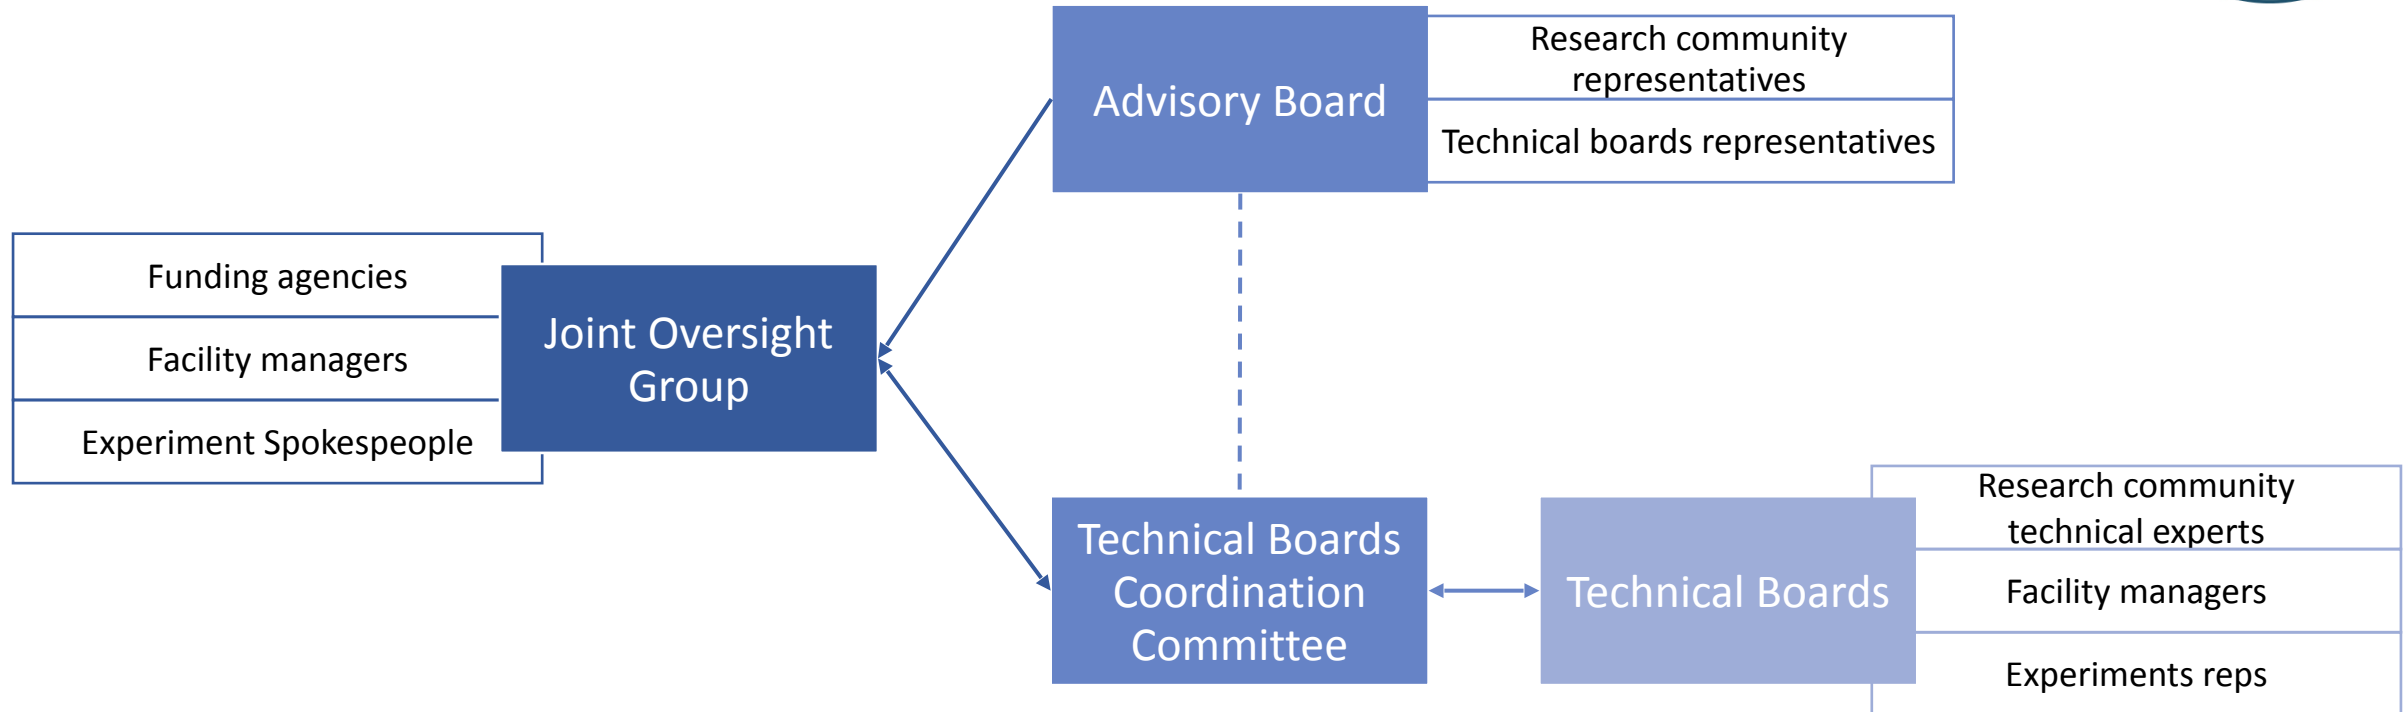 Research community
representatives
Advisory Board
Technical boards representatives
Funding agencies
Facility managers
Experiment Spokespeople
Joint Oversight
Group
Technical Boards
Coordination
Committee
Technical Boards
Research community
technical experts
Facility managers
Experiments reps